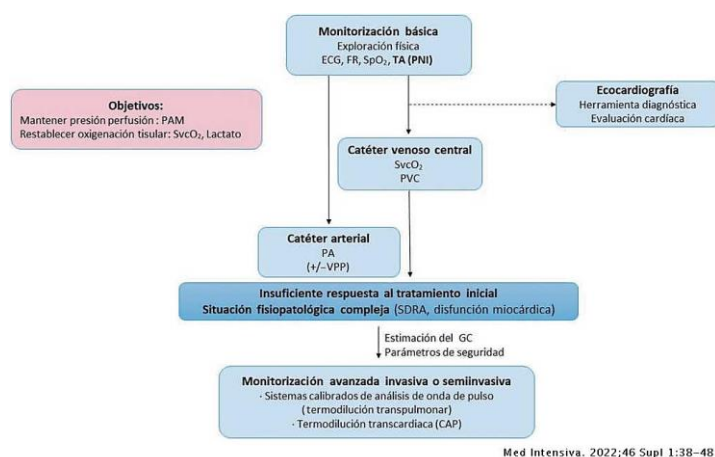 Monitorización básica
Exploración física
ECG, FR, SpO₂, TA (PNI)
Objetivos:
Mantener presión perfusión : PAM
Restablecer oxigenación tisular: SvcO₂, Lactato
Ecocardiografía
Herramienta diagnóstica
Evaluación cardíaca
Catéter venoso central
SvcO₂
PVC
Catéter arterial
PA
(+/−VPP)
Insuficiente respuesta al tratamiento inicial
Situación fisiopatológica compleja (SDRA, disfunción miocárdica)
Estimación del GC
Parámetros de seguridad
Monitorización avanzada invasiva o semiinvasiva
· Sistemas calibrados de análisis de onda de pulso
(termodilución transpulmonar)
· Termodilución transcardiaca (CAP)
Med Intensiva. 2022;46 Supl 1:38-48